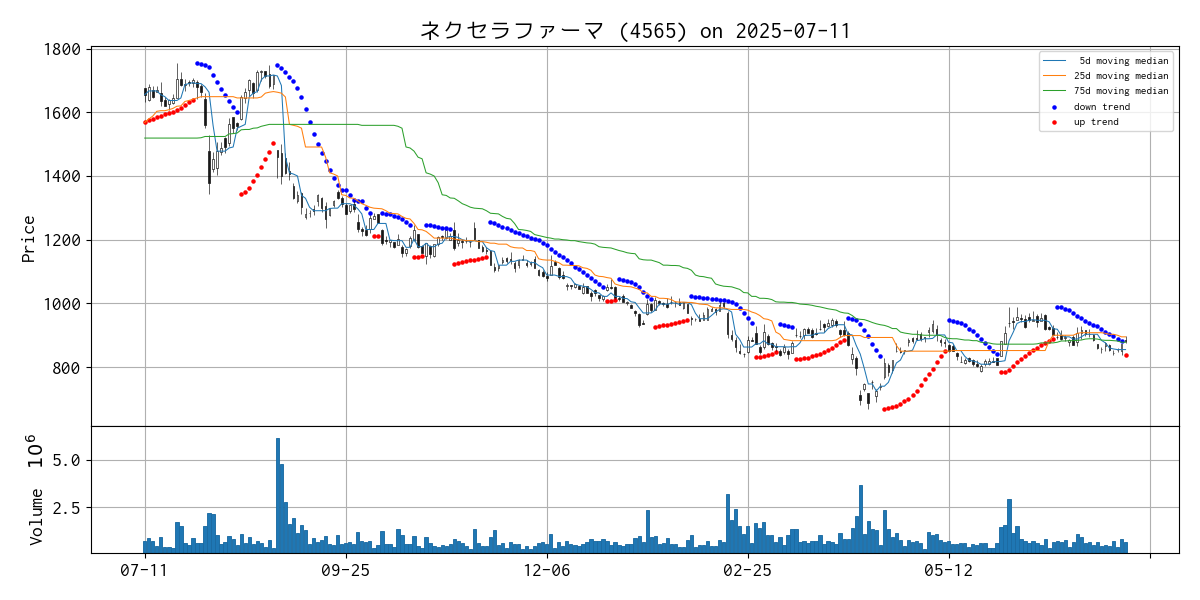 ネクセラファーマ (4565) on 2025-07-11
1800
1600
1400
1200
1000
800
Price
5d moving median
25d moving median
75d moving median
down trend
up trend
5.0
2.5
Volume 10^6
07-11
09-25
12-06
02-25
05-12